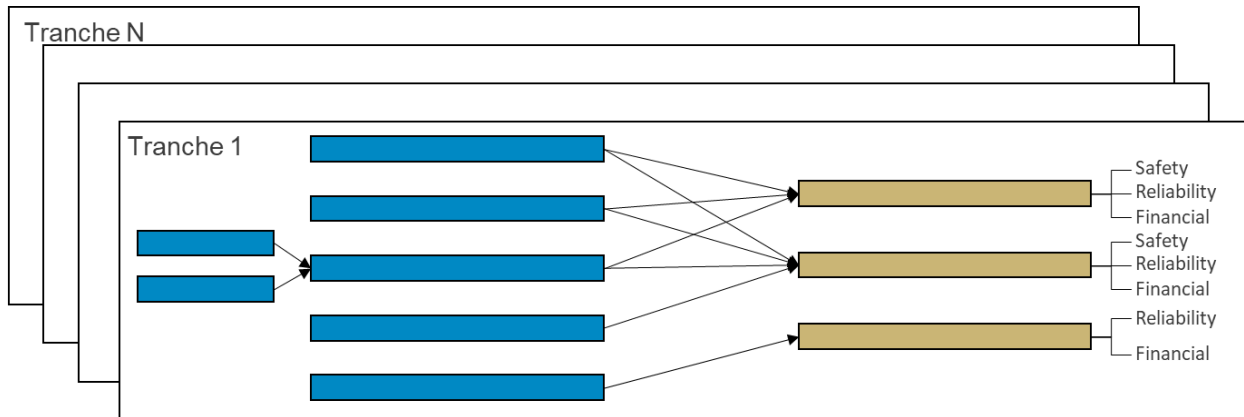 Tranche N
Tranche 1
Safety
Reliability
Financial
Safety
Reliability
Financial
Reliability
Financial